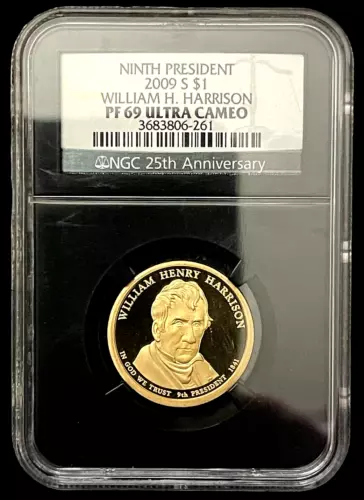 NINTH PRESIDENT
2009 S $1
WILLIAM H. HARRISON
PF 69 ULTRA CAMEO
3683806-261
NGC 25th Anniversary
WILLIAM HENRY HARRISON
IN GOD WE TRUST 9th PRESIDENT 1841